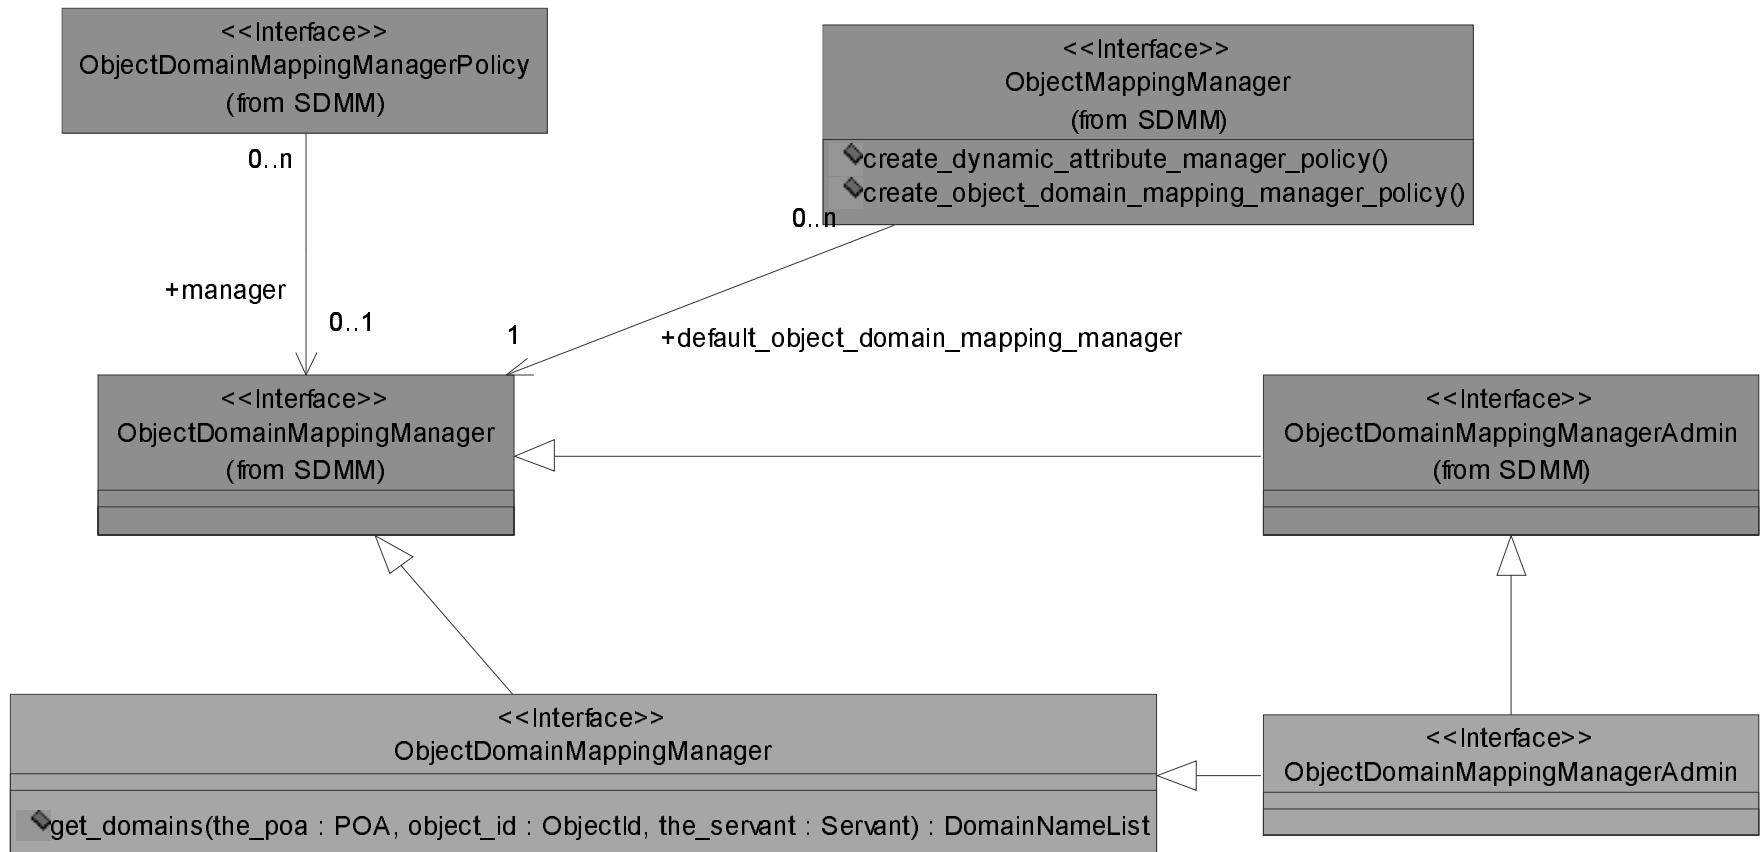 <<Interface>>
ObjectDomainMappingManagerPolicy
(from SDMM)
<<Interface>>
ObjectMappingManager
(from SDMM)
create_dynamic_attribute_manager_policy()
create_object_domain_mapping_manager_policy()
0..n
0..n
+manager
0..1
1
+default_object_domain_mapping_manager
<<Interface>>
ObjectDomainMappingManager
(from SDMM)
<<Interface>>
ObjectDomainMappingManagerAdmin
(from SDMM)
<<Interface>>
ObjectDomainMappingManager
get_domains(the_poa : POA, object_id : ObjectId, the_servant : Servant) : DomainNameList
<<Interface>>
ObjectDomainMappingManagerAdmin